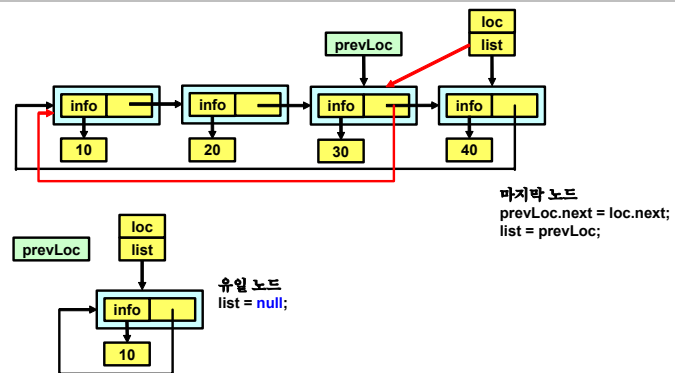 loc
prevLoc
list
info
info
info
info
10
20
30
40
마지막 노드
prevLoc.next = loc.next;
list = prevLoc;
loc
prevLoc
list
유일 노드
list = null;
info
10